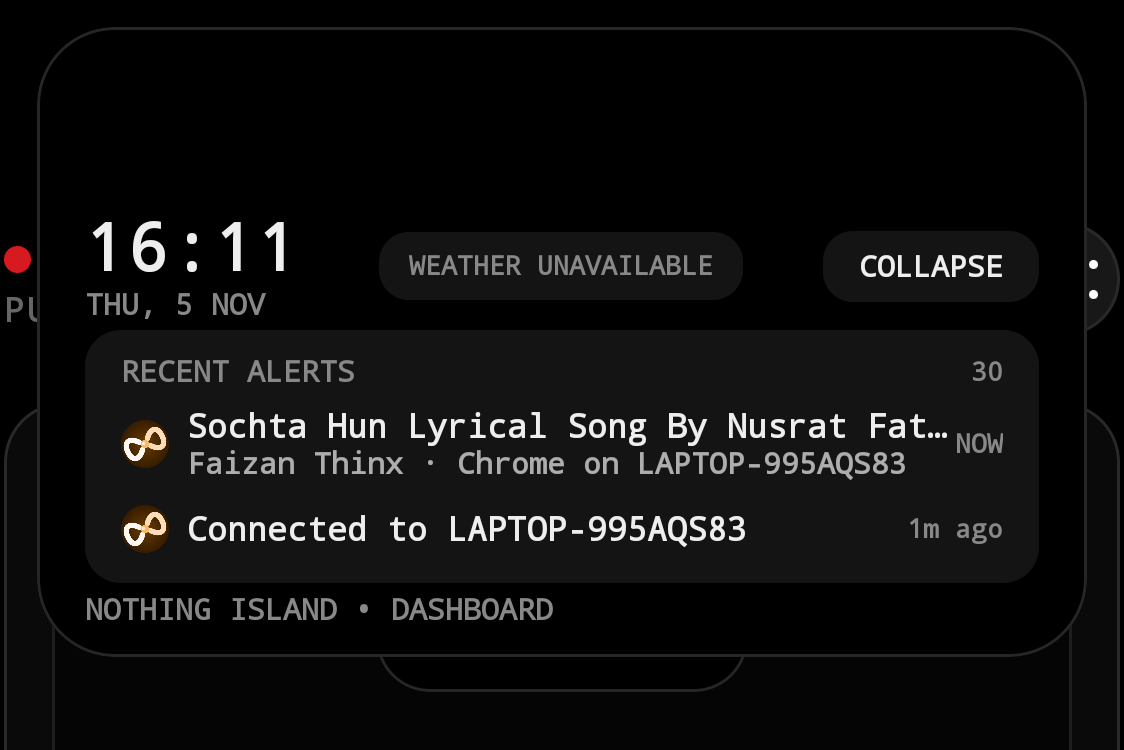 16:11
THU, 5 NOV
WEATHER UNAVAILABLE
COLLAPSE
RECENT ALERTS
30
Sochta Hun Lyrical Song By Nusrat Fat…
Faizan Thinx · Chrome on LAPTOP-995AQS83
NOW
Connected to LAPTOP-995AQS83
1m ago
NOTHING ISLAND • DASHBOARD